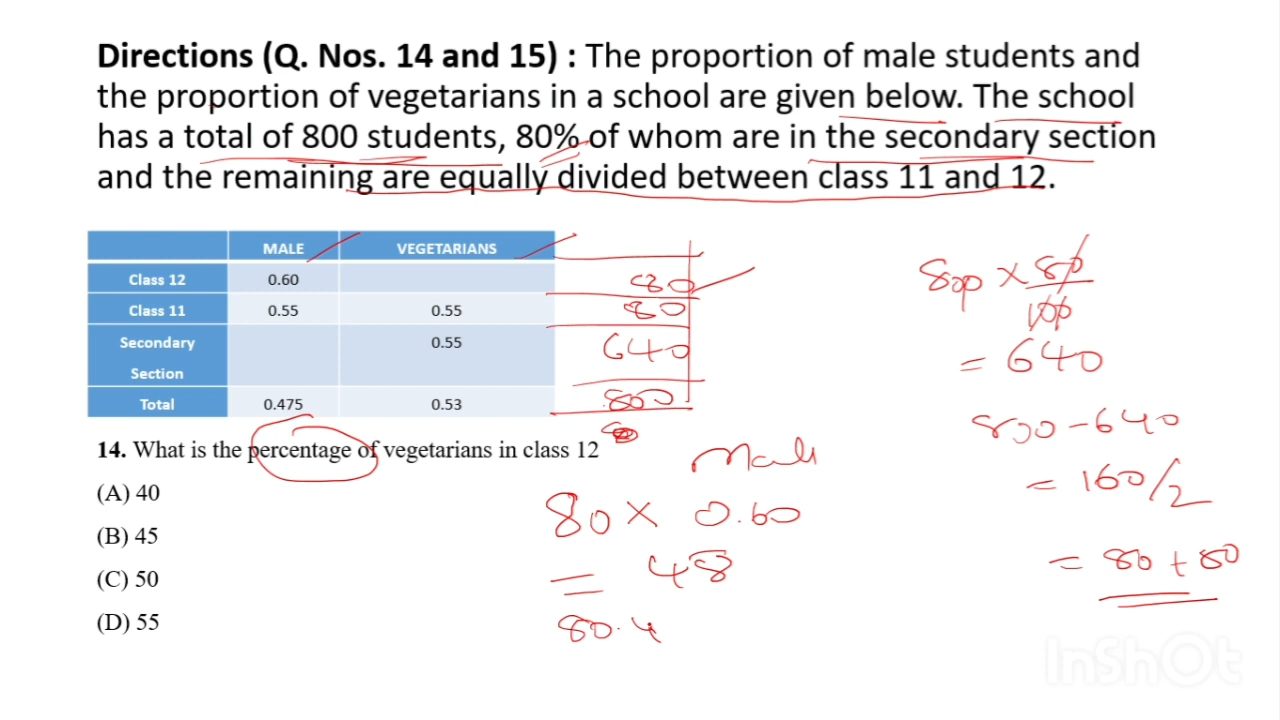 Directions (Q. Nos. 14 and 15) : The proportion of male students and
the proportion of vegetarians in a school are given below. The school
has a total of 800 students, 80% of whom are in the secondary section
and the remaining are equally divided between class 11 and 12.
MALE VEGETARIANS
Class 12 0.60 80
Class 11 0.55 0.55 80
Secondary
Section 0.55 640
Total 0.475 0.53 800
14. What is the percentage of vegetarians in class 12
(A) 40
(B) 45
(C) 50
(D) 55
Male
80 × 0.60
= 48
80.4
800 × 80
100
= 640
800 - 640
= 160/2
= 80 + 80
InShOt